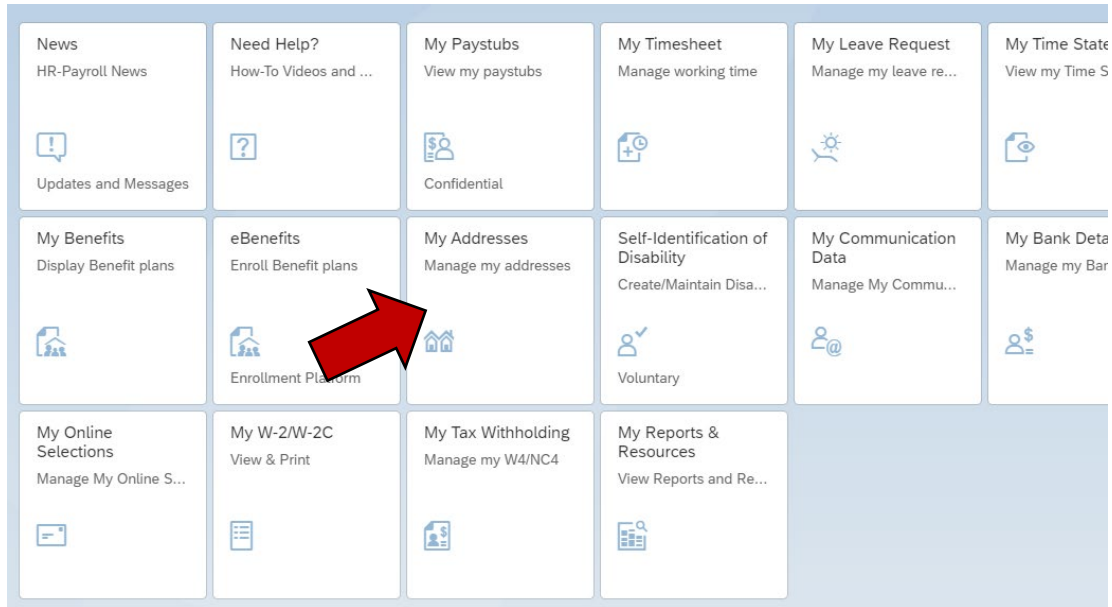 News
HR-Payroll News
Updates and Messages
Need Help?
How-To Videos and ...
My Paystubs
View my paystubs
Confidential
My Timesheet
Manage working time
My Leave Request
Manage my leave re...
My Time State
View my Time S
My Benefits
Display Benefit plans
eBenefits
Enroll Benefit plans
Enrollment Platform
My Addresses
Manage my addresses
Self-Identification of
Disability
Create/Maintain Disa...
Voluntary
My Communication
Data
Manage My Commu...
My Bank Deta
Manage my Ban
My Online
Selections
Manage My Online S...
My W-2/W-2C
View & Print
My Tax Withholding
Manage my W4/NC4
My Reports &
Resources
View Reports and Re...